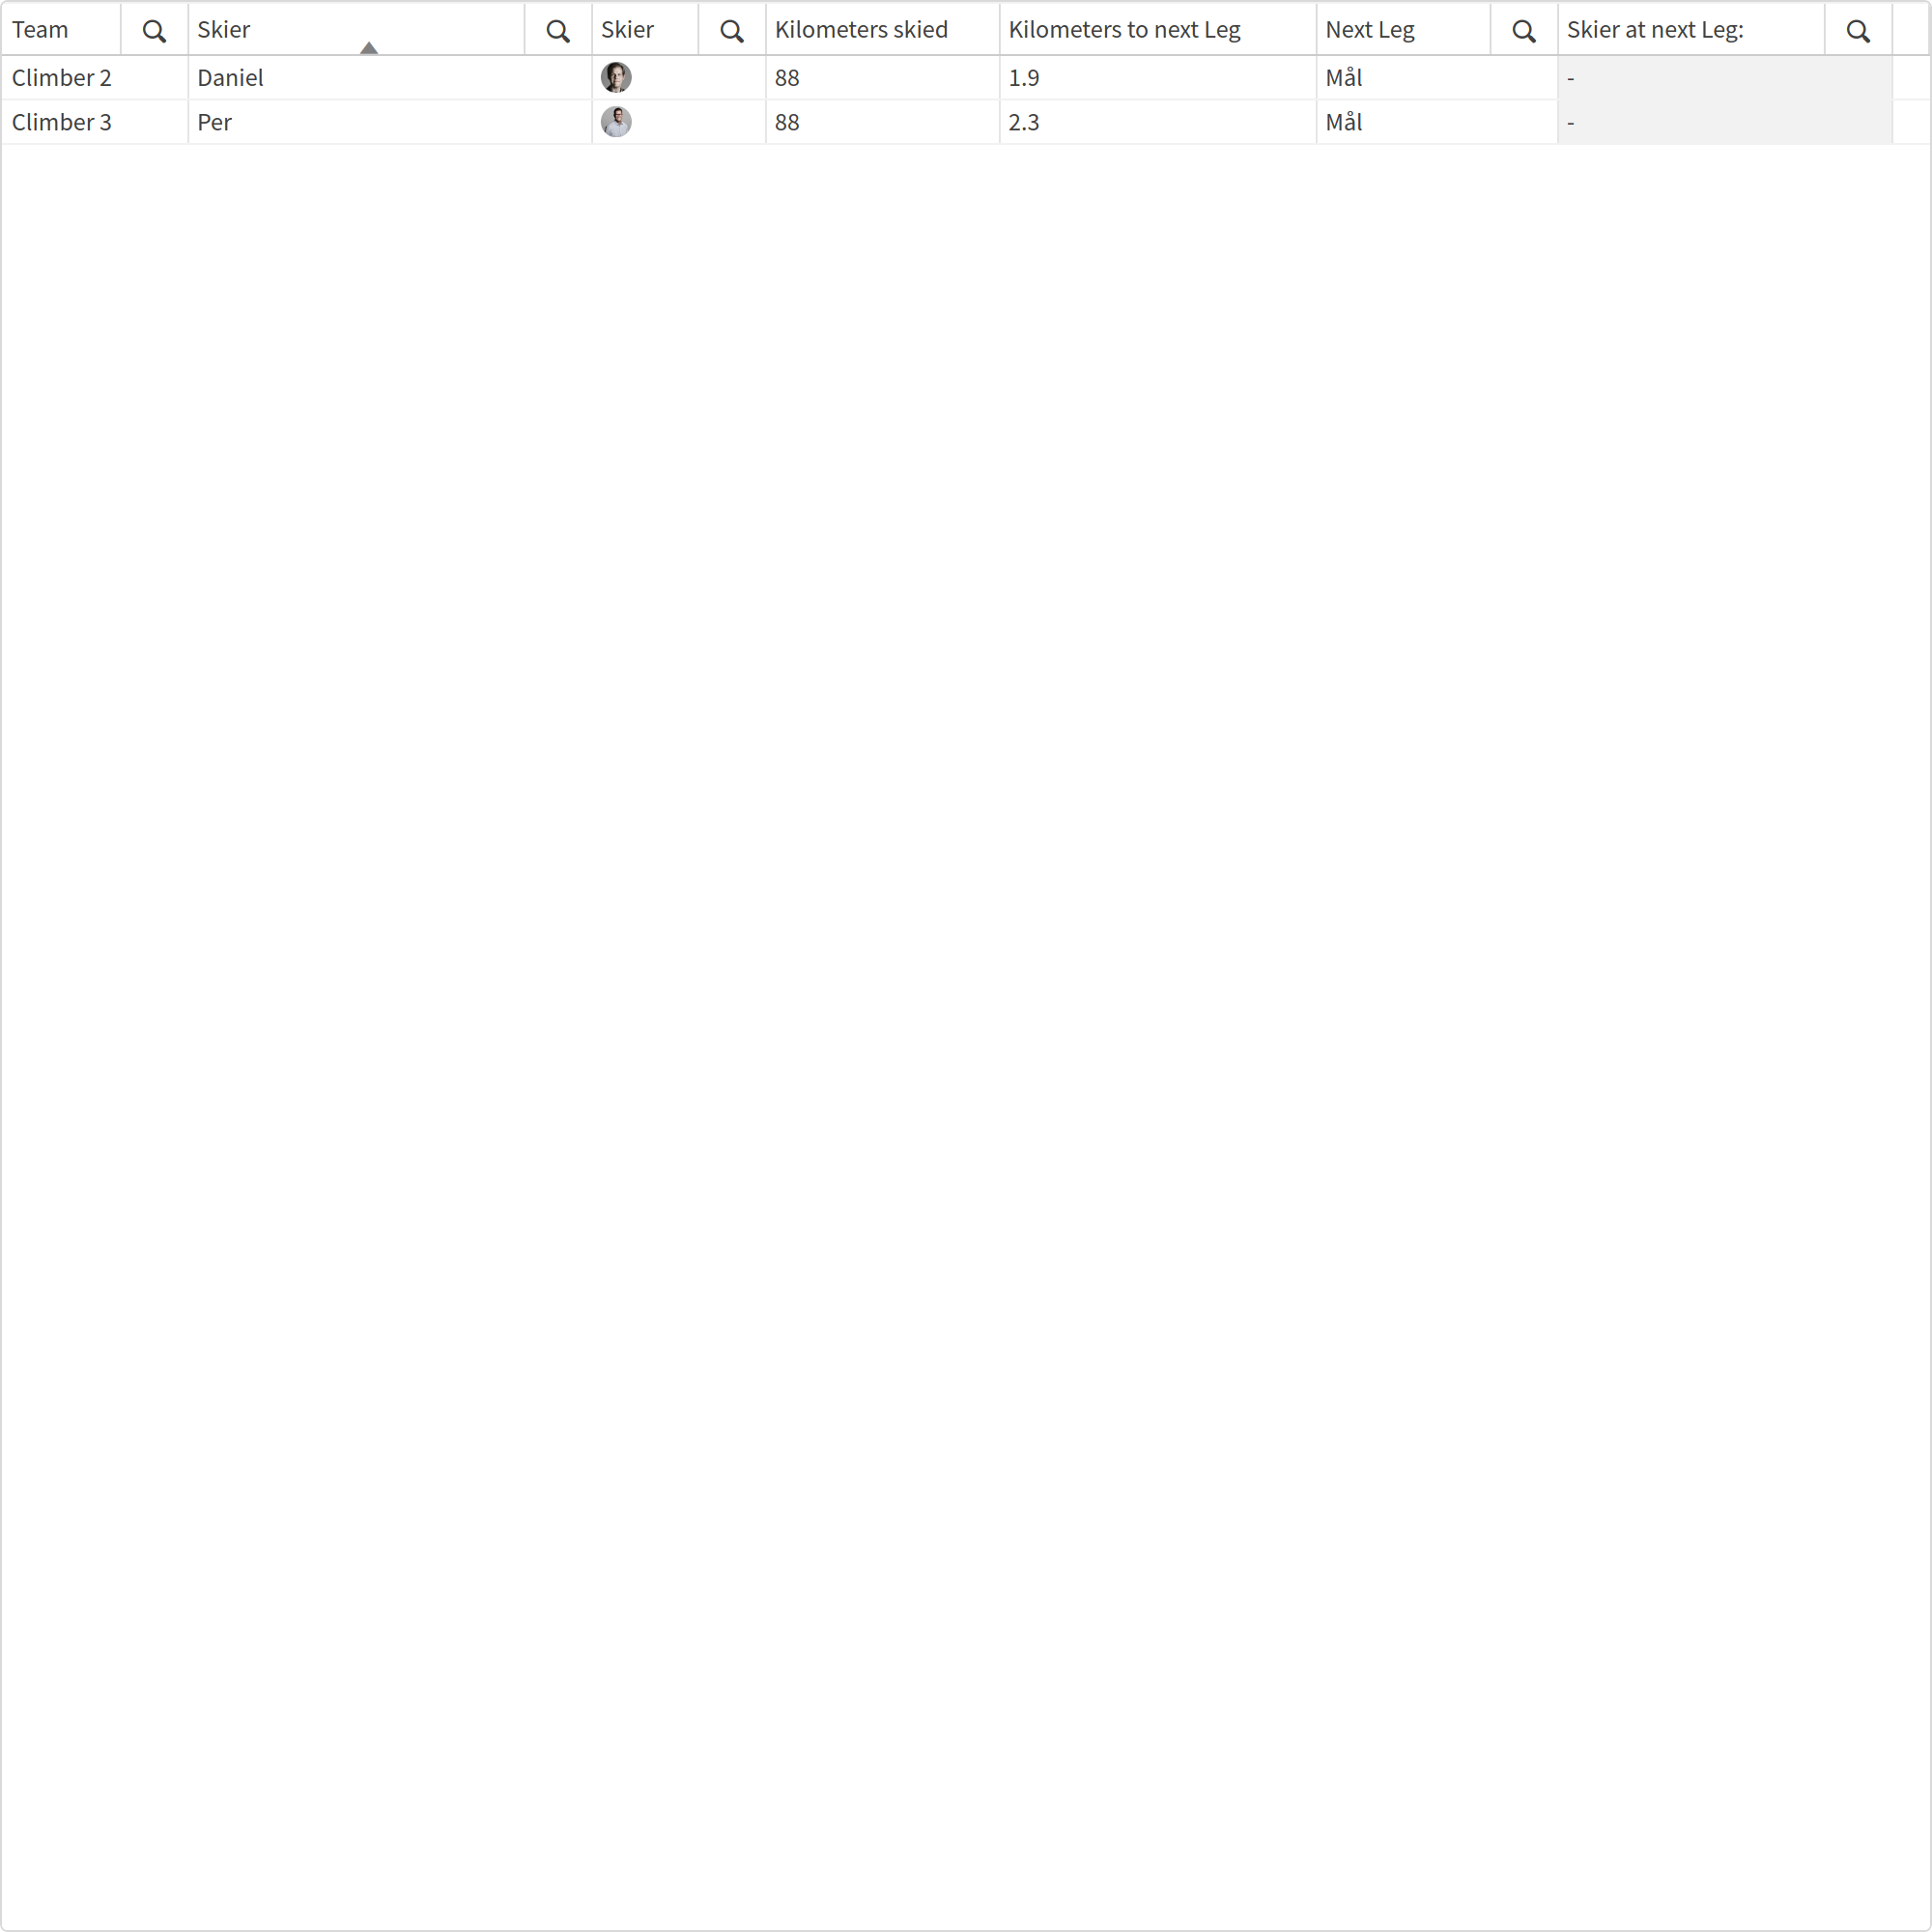 Team Skier Skier Kilometers skied Kilometers to next Leg Next Leg Skier at next Leg:
Climber 2 Daniel 88 1.9 Mål -
Climber 3 Per 88 2.3 Mål -